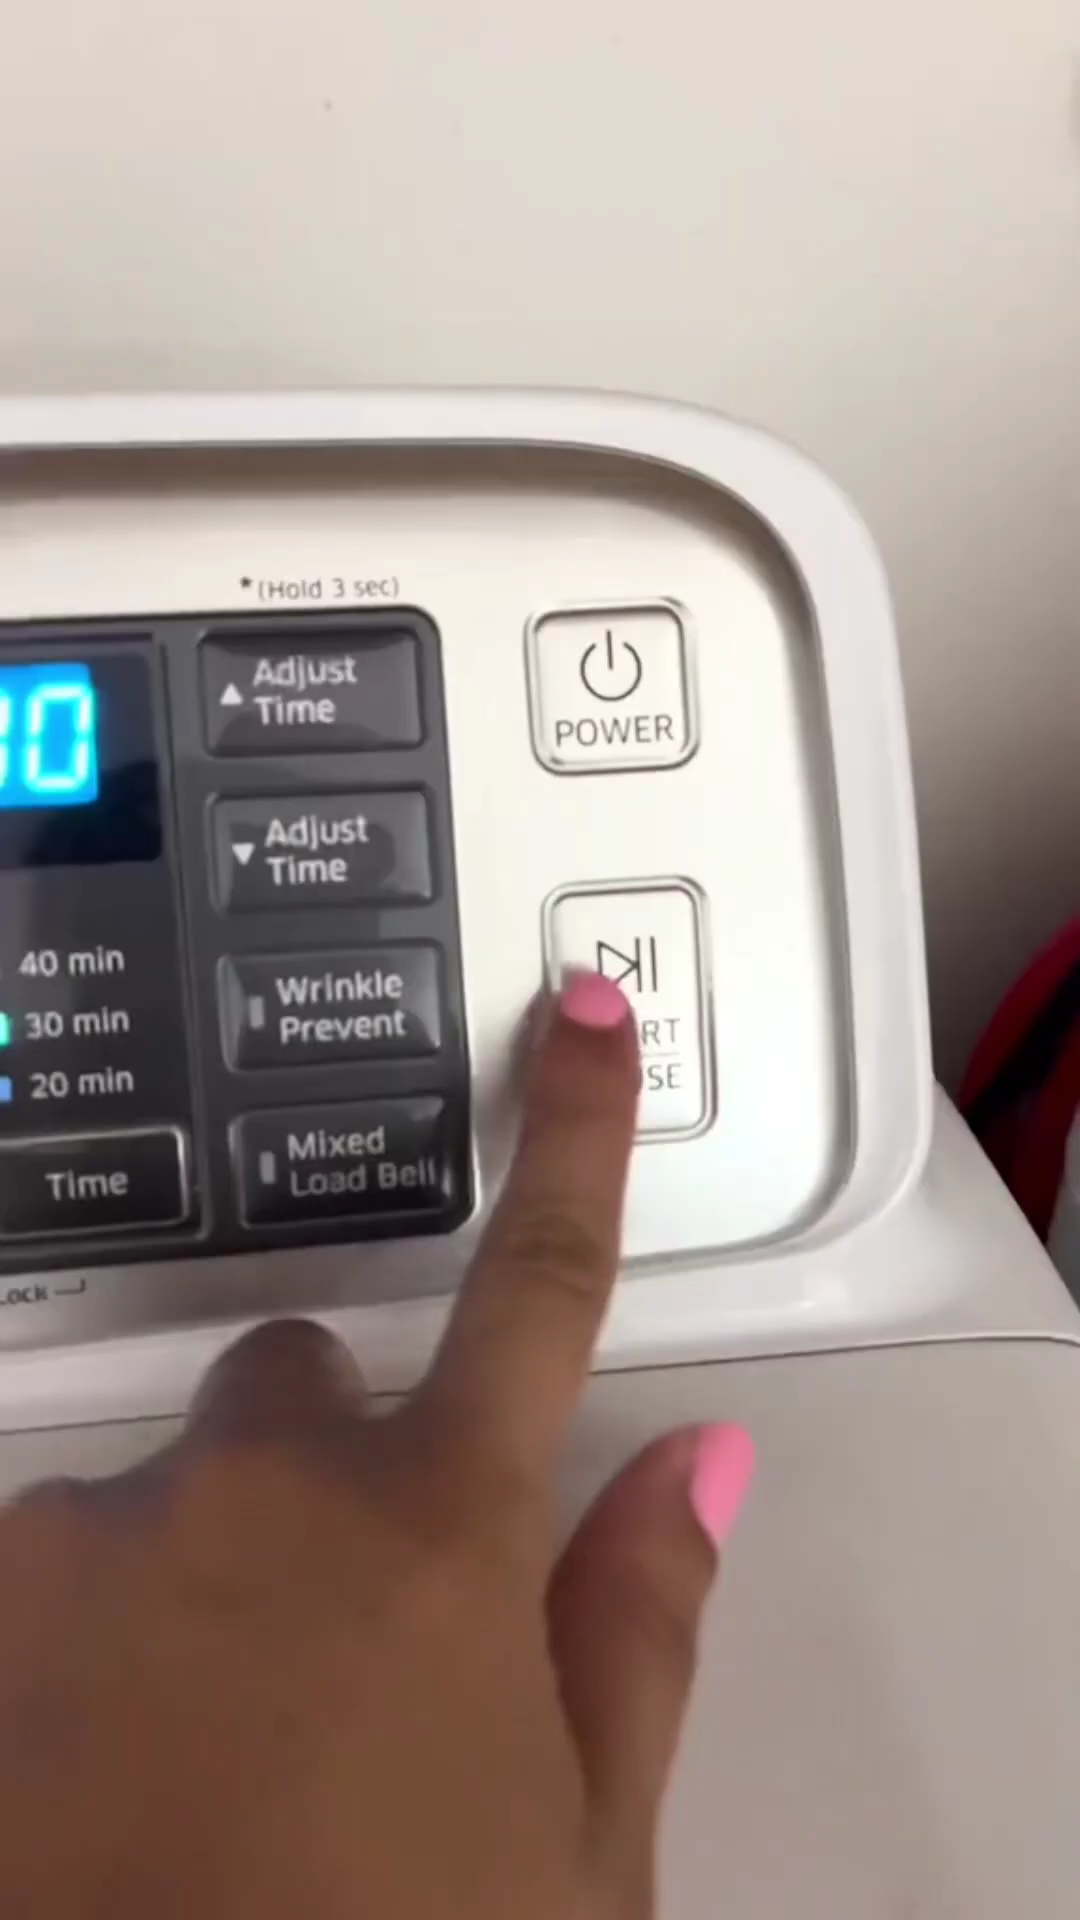 *(Hold 3 sec)
▲ Adjust
Time
POWER
▼ Adjust
Time
40 min
30 min
20 min
Wrinkle
Prevent
Mixed
Load Bell
Time